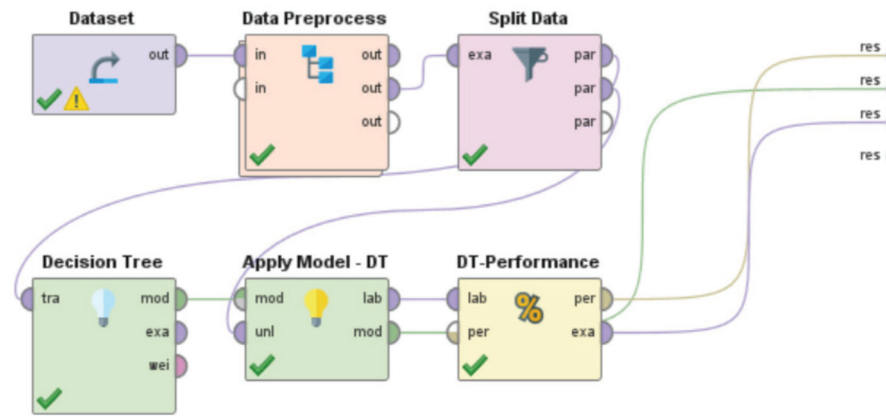 Dataset
Data Preprocess
Split Data
out
in
out
exa
par
res
in
out
par
res
out
par
res
res
Decision Tree
Apply Model - DT
DT-Performance
tra
mod
mod
lab
lab
per
exa
unl
mod
per
exa
wei
%